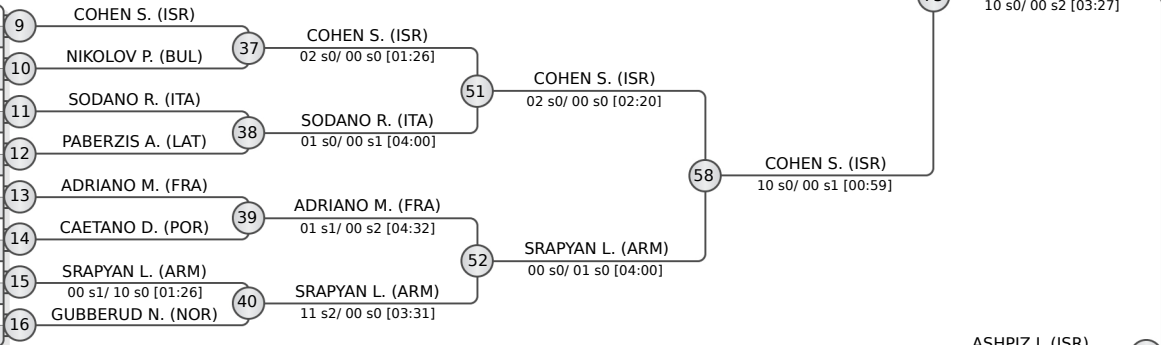 10 s0/ 00 s2 [03:27]
9
COHEN S. (ISR)
37
COHEN S. (ISR)
02 s0/ 00 s0 [01:26]
10
NIKOLOV P. (BUL)
51
COHEN S. (ISR)
02 s0/ 00 s0 [02:20]
11
SODANO R. (ITA)
38
SODANO R. (ITA)
01 s0/ 00 s1 [04:00]
12
PABERZIS A. (LAT)
58
COHEN S. (ISR)
10 s0/ 00 s1 [00:59]
13
ADRIANO M. (FRA)
39
ADRIANO M. (FRA)
01 s1/ 00 s2 [04:32]
14
CAETANO D. (POR)
52
SRAPYAN L. (ARM)
00 s0/ 01 s0 [04:00]
15
SRAPYAN L. (ARM)
00 s1/ 10 s0 [01:26]
40
SRAPYAN L. (ARM)
11 s2/ 00 s0 [03:31]
16
GUBBERUD N. (NOR)
ASHPIZ I. (ISR)